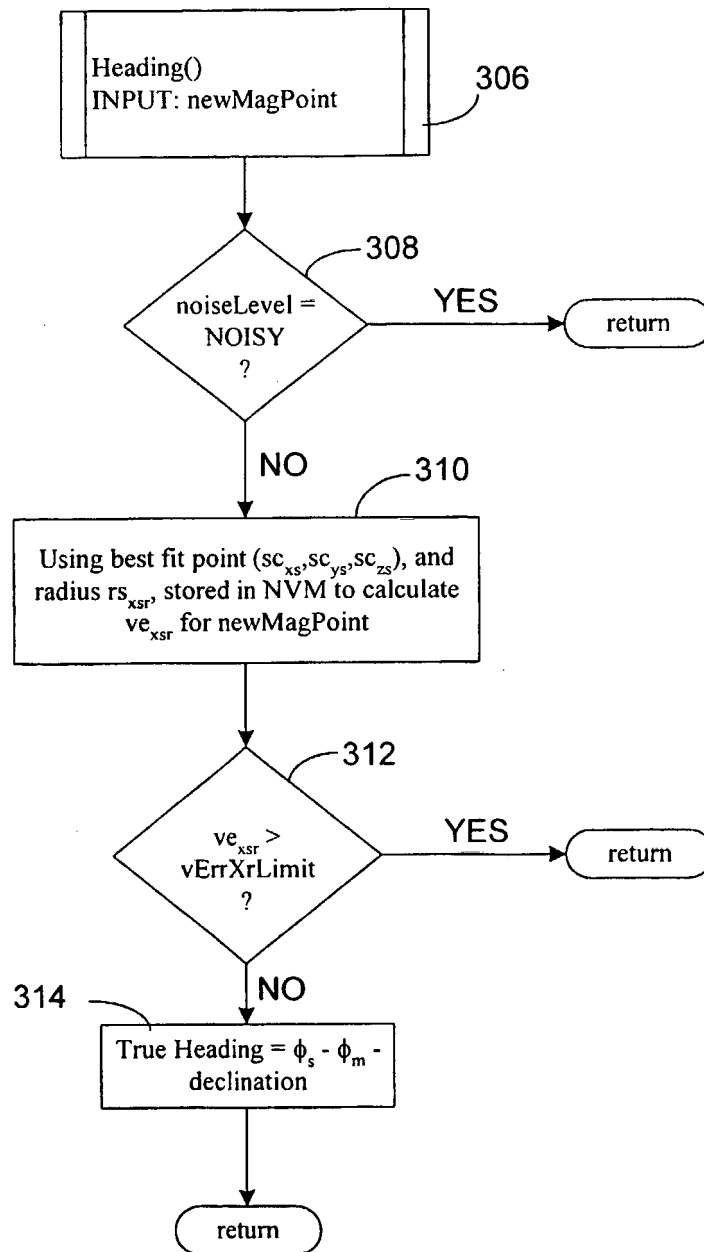 Heading()
INPUT: newMagPoint
306
308
noiseLevel =
NOISY
?
YES
return
NO
310
Using best fit point (sc_xs,sc_ys,sc_zs), and
radius rs_xsr, stored in NVM to calculate
ve_xsr for newMagPoint
312
ve_xsr >
vErrXrLimit
?
YES
return
NO
314
True Heading = ϕ_s - ϕ_m -
declination
return